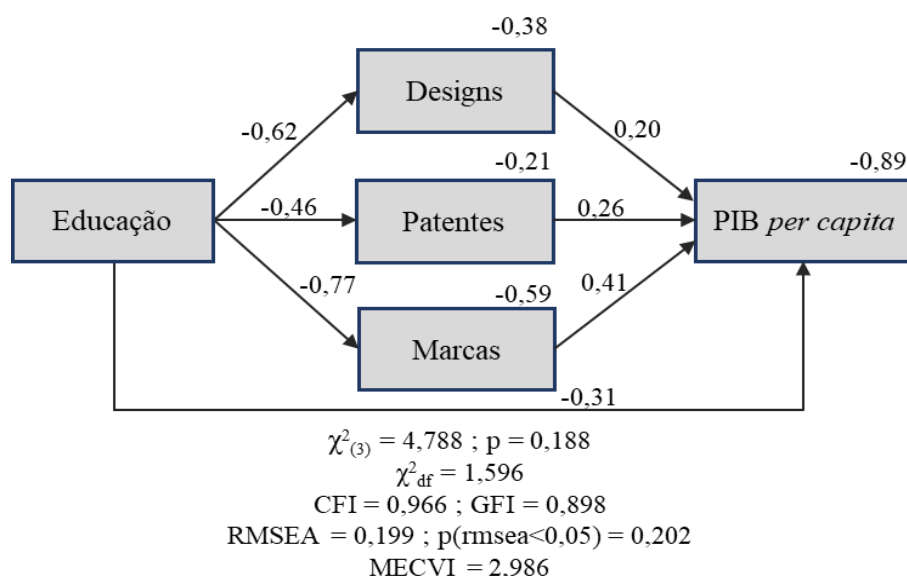 -0,38
Designs
-0,62
0,20
-0,21
-0,89
Educação
-0,46
Patentes
0,26
PIB per capita
-0,77
-0,59
0,41
Marcas
-0,31
χ²(3) = 4,788 ; p = 0,188
χ²df = 1,596
CFI = 0,966 ; GFI = 0,898
RMSEA = 0,199 ; p(rmsea<0,05) = 0,202
MECVI = 2,986